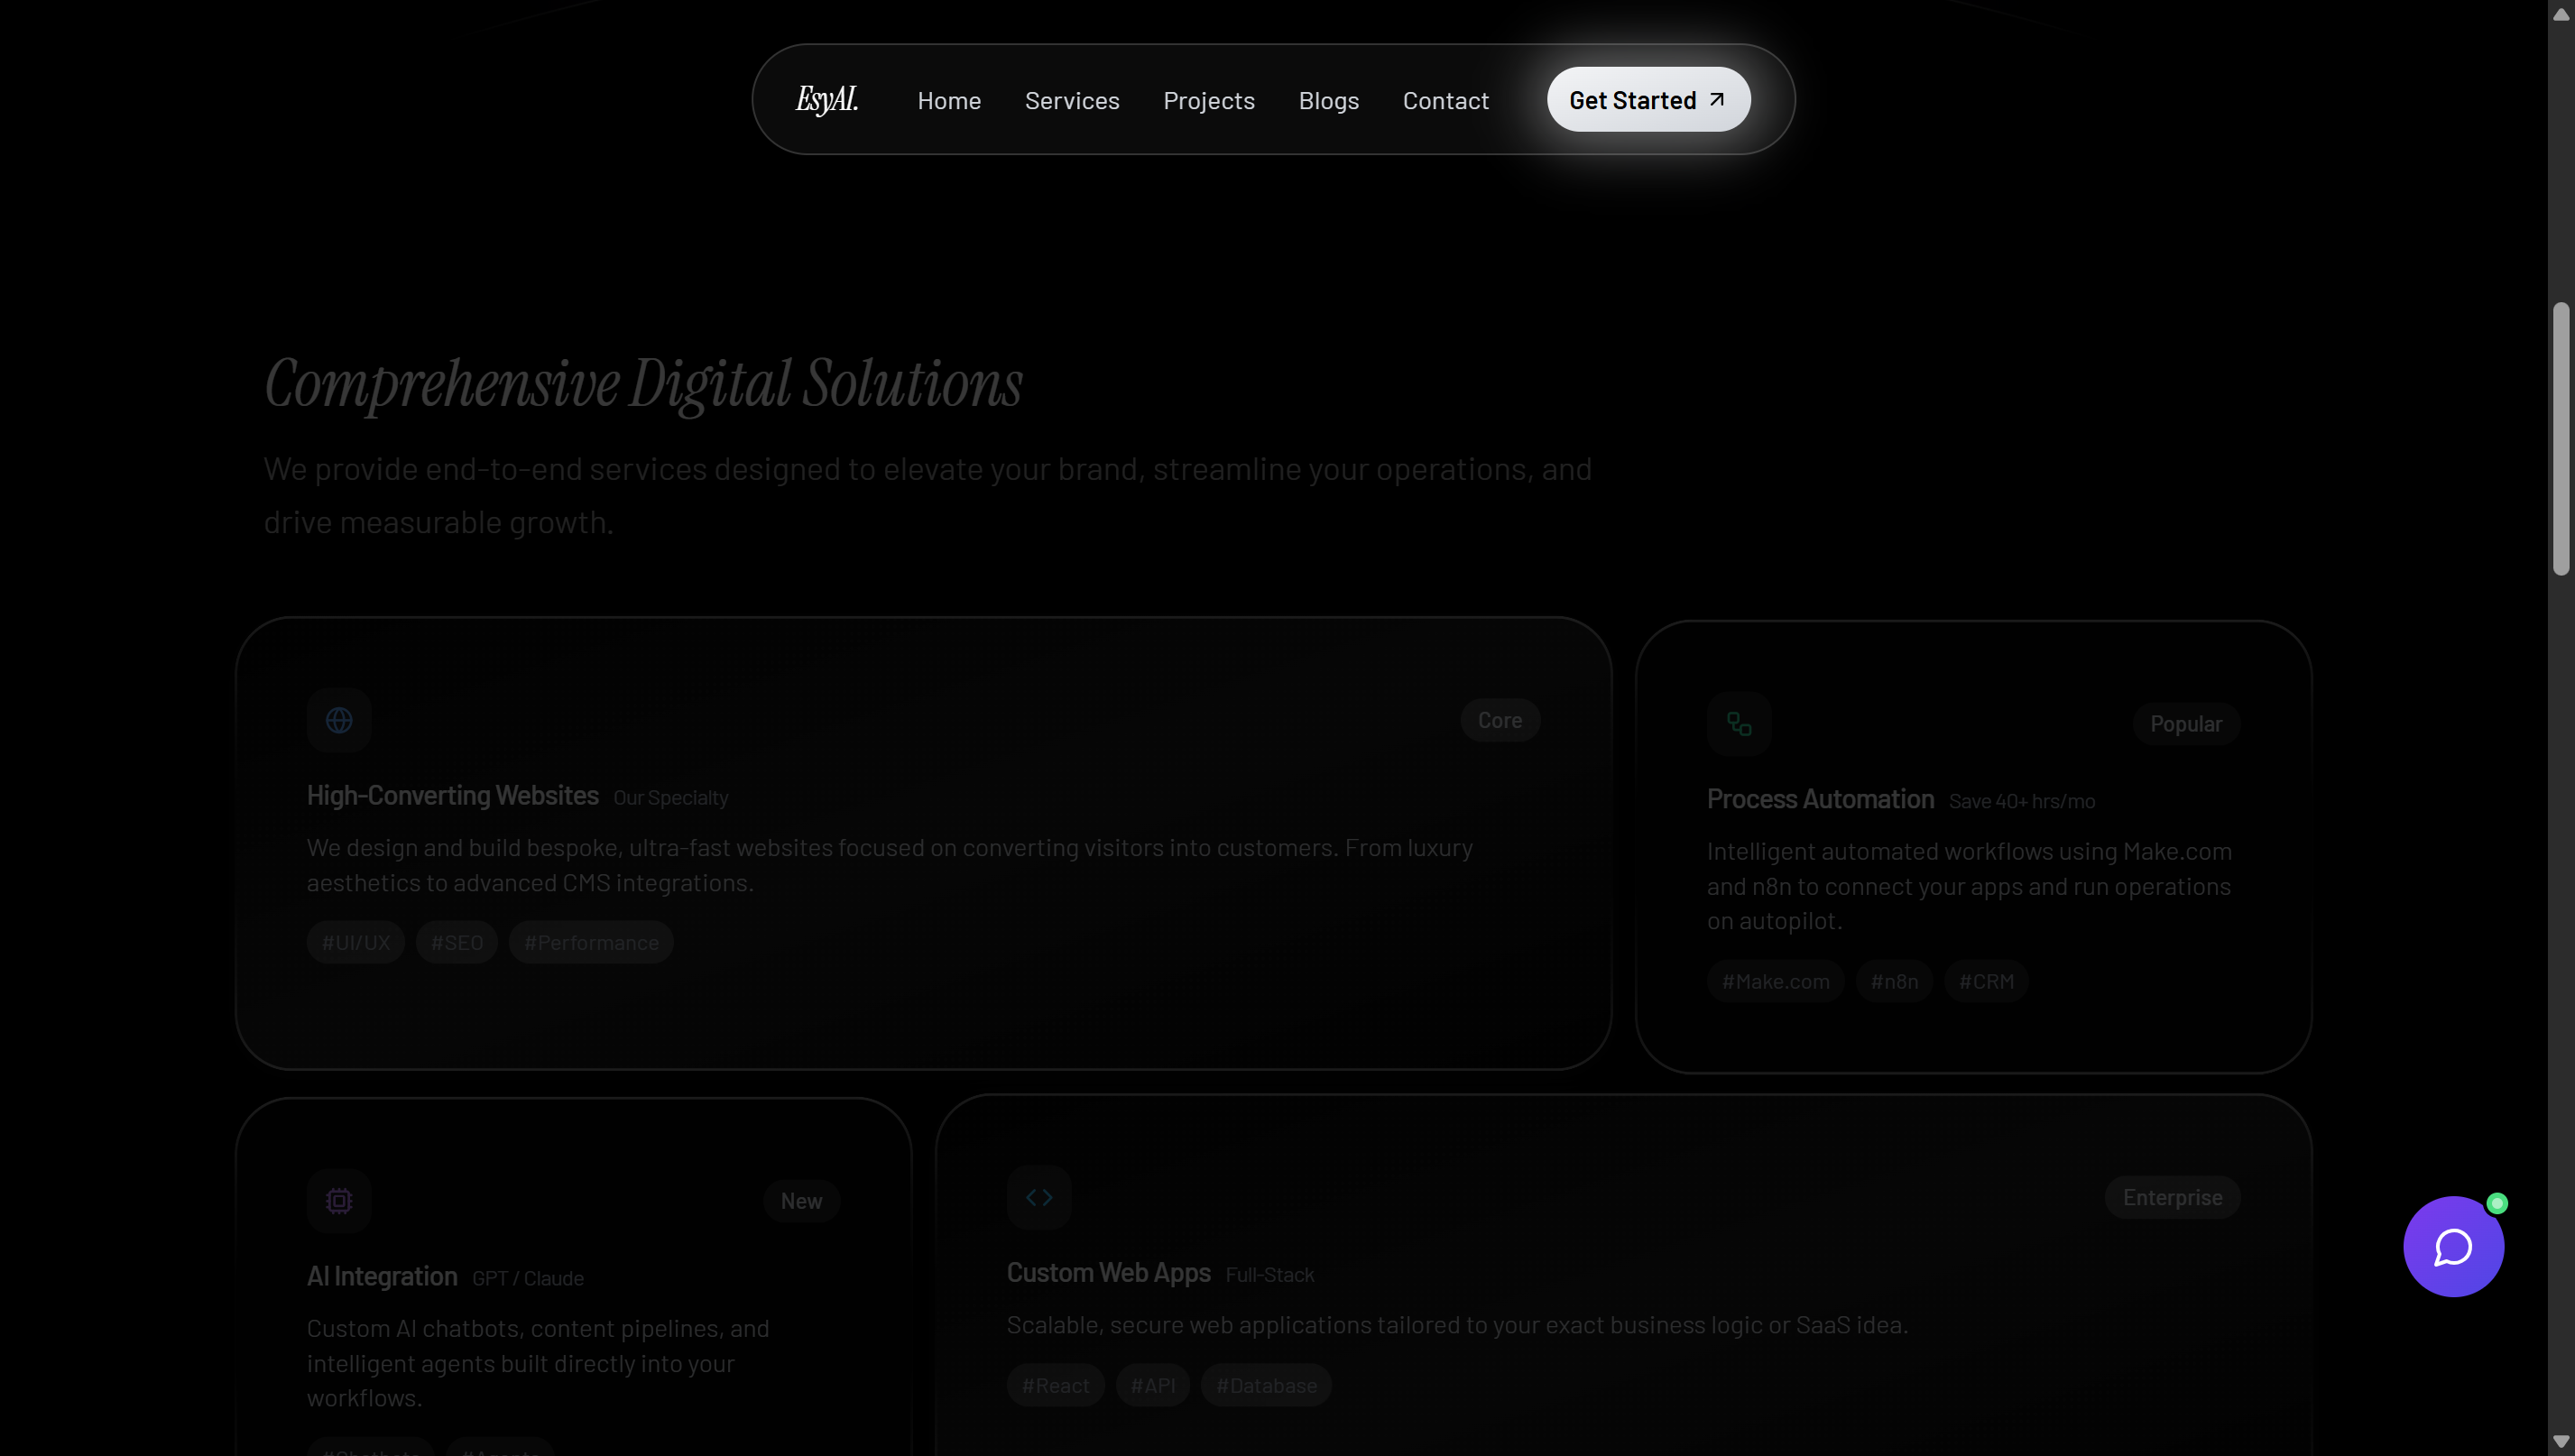 EsyAI.
Home
Services
Projects
Blogs
Contact
Get Started
Comprehensive Digital Solutions
We provide end-to-end services designed to elevate your brand, streamline your operations, and
drive measurable growth.
Core
High-Converting Websites Our Specialty
We design and build bespoke, ultra-fast websites focused on converting visitors into customers. From luxury
aesthetics to advanced CMS integrations.
#UI/UX #SEO #Performance
Popular
Process Automation Save 40+ hrs/mo
Intelligent automated workflows using Make.com
and n8n to connect your apps and run operations
on autopilot.
#Make.com #n8n #CRM
New
AI Integration GPT / Claude
Custom AI chatbots, content pipelines, and
intelligent agents built directly into your
workflows.
#Chatbots #Agents
Enterprise
Custom Web Apps Full-Stack
Scalable, secure web applications tailored to your exact business logic or SaaS idea.
#React #API #Database